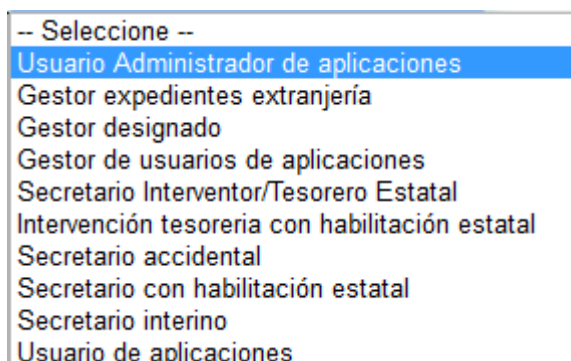 -- Seleccione --
Usuario Administrador de aplicaciones
Gestor expedientes extranjería
Gestor designado
Gestor de usuarios de aplicaciones
Secretario Interventor/Tesorero Estatal
Intervención tesoreria con habilitación estatal
Secretario accidental
Secretario con habilitación estatal
Secretario interino
Usuario de aplicaciones